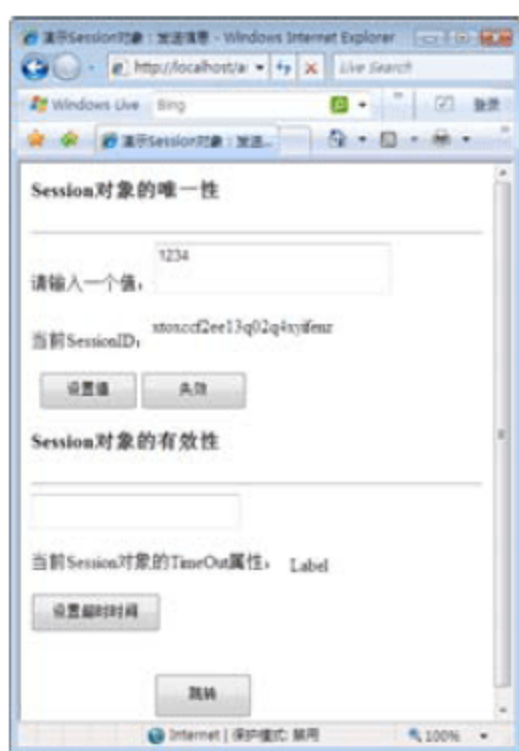 演示Session对象：发送信息 - Windows Internet Explorer
http://localhost/a
Live Search
Windows Live
Bing
登录
演示Session对象：发送...
Session对象的唯一性
请输入一个值：
1234
当前SessionID：
设置值
失效
Session对象的有效性
当前Session对象的TimeOut属性：
Label
设置超时时间
跳转
Internet | 保护模式: 禁用
100%